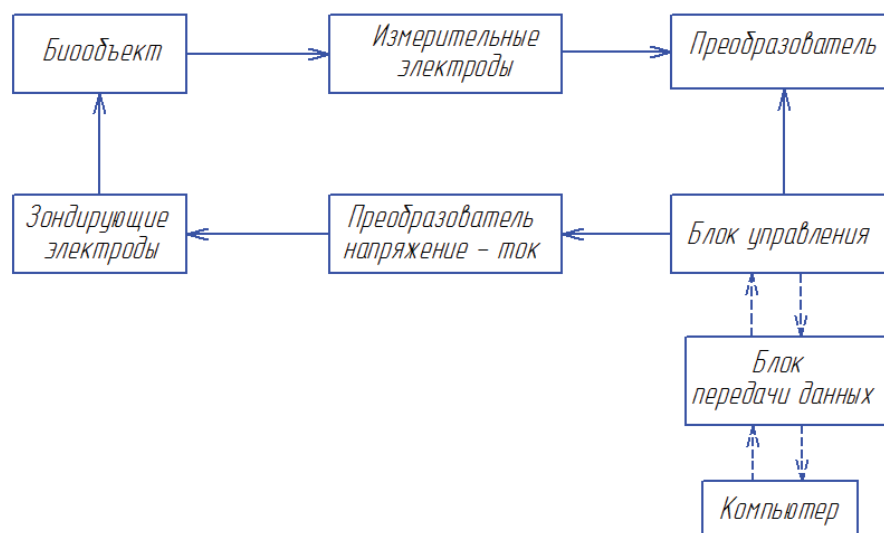 Биообъект
Измерительные
электроды
Преобразователь
Зондирующие
электроды
Преобразователь
напряжение – ток
Блок управления
Блок
передачи данных
Компьютер